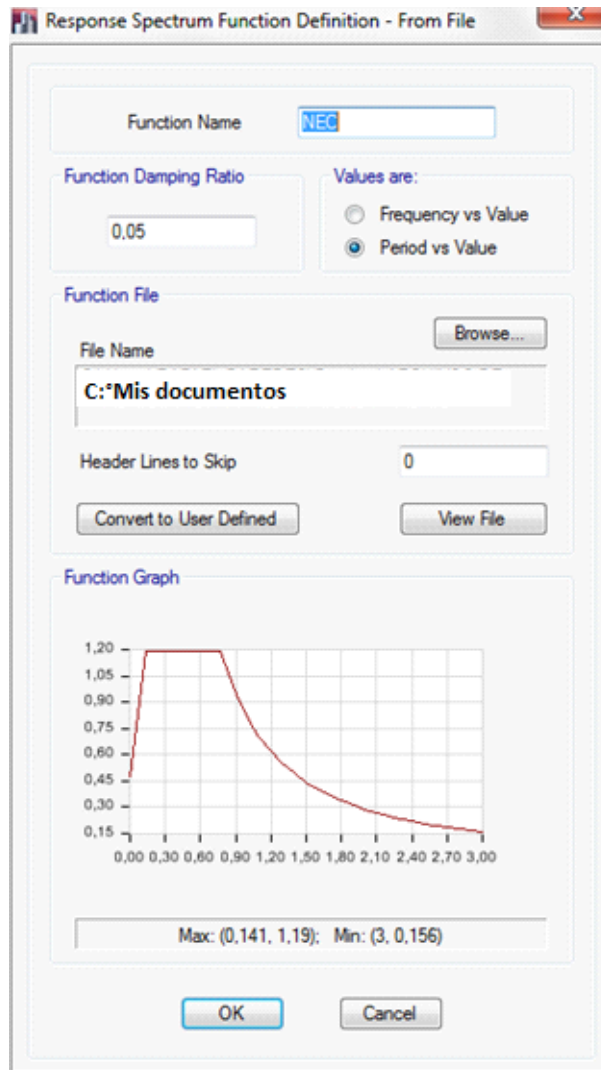 Response Spectrum Function Definition - From File
Function Name
NEC
Function Damping Ratio
0,05
Values are:
Frequency vs Value
Period vs Value
Function File
Browse...
File Name
C:°Mis documentos
Header Lines to Skip
0
Convert to User Defined
View File
Function Graph
1,20
1,05
0,90
0,75
0,60
0,45
0,30
0,15
0,00 0,30 0,60 0,90 1,20 1,50 1,80 2,10 2,40 2,70 3,00
Max: (0,141, 1,19); Min: (3, 0,156)
OK
Cancel